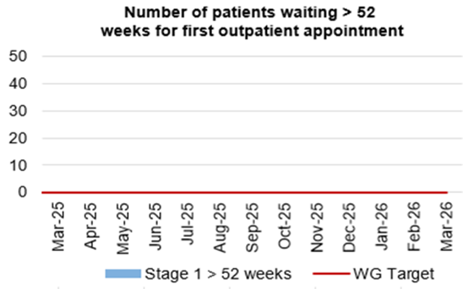 Number of patients waiting > 52
weeks for first outpatient appointment
50
40
30
20
10
0
Mar-25
Apr-25
May-25
Jun-25
Jul-25
Aug-25
Sep-25
Oct-25
Nov-25
Dec-25
Jan-26
Feb-26
Mar-26
Stage 1 > 52 weeks
WG Target